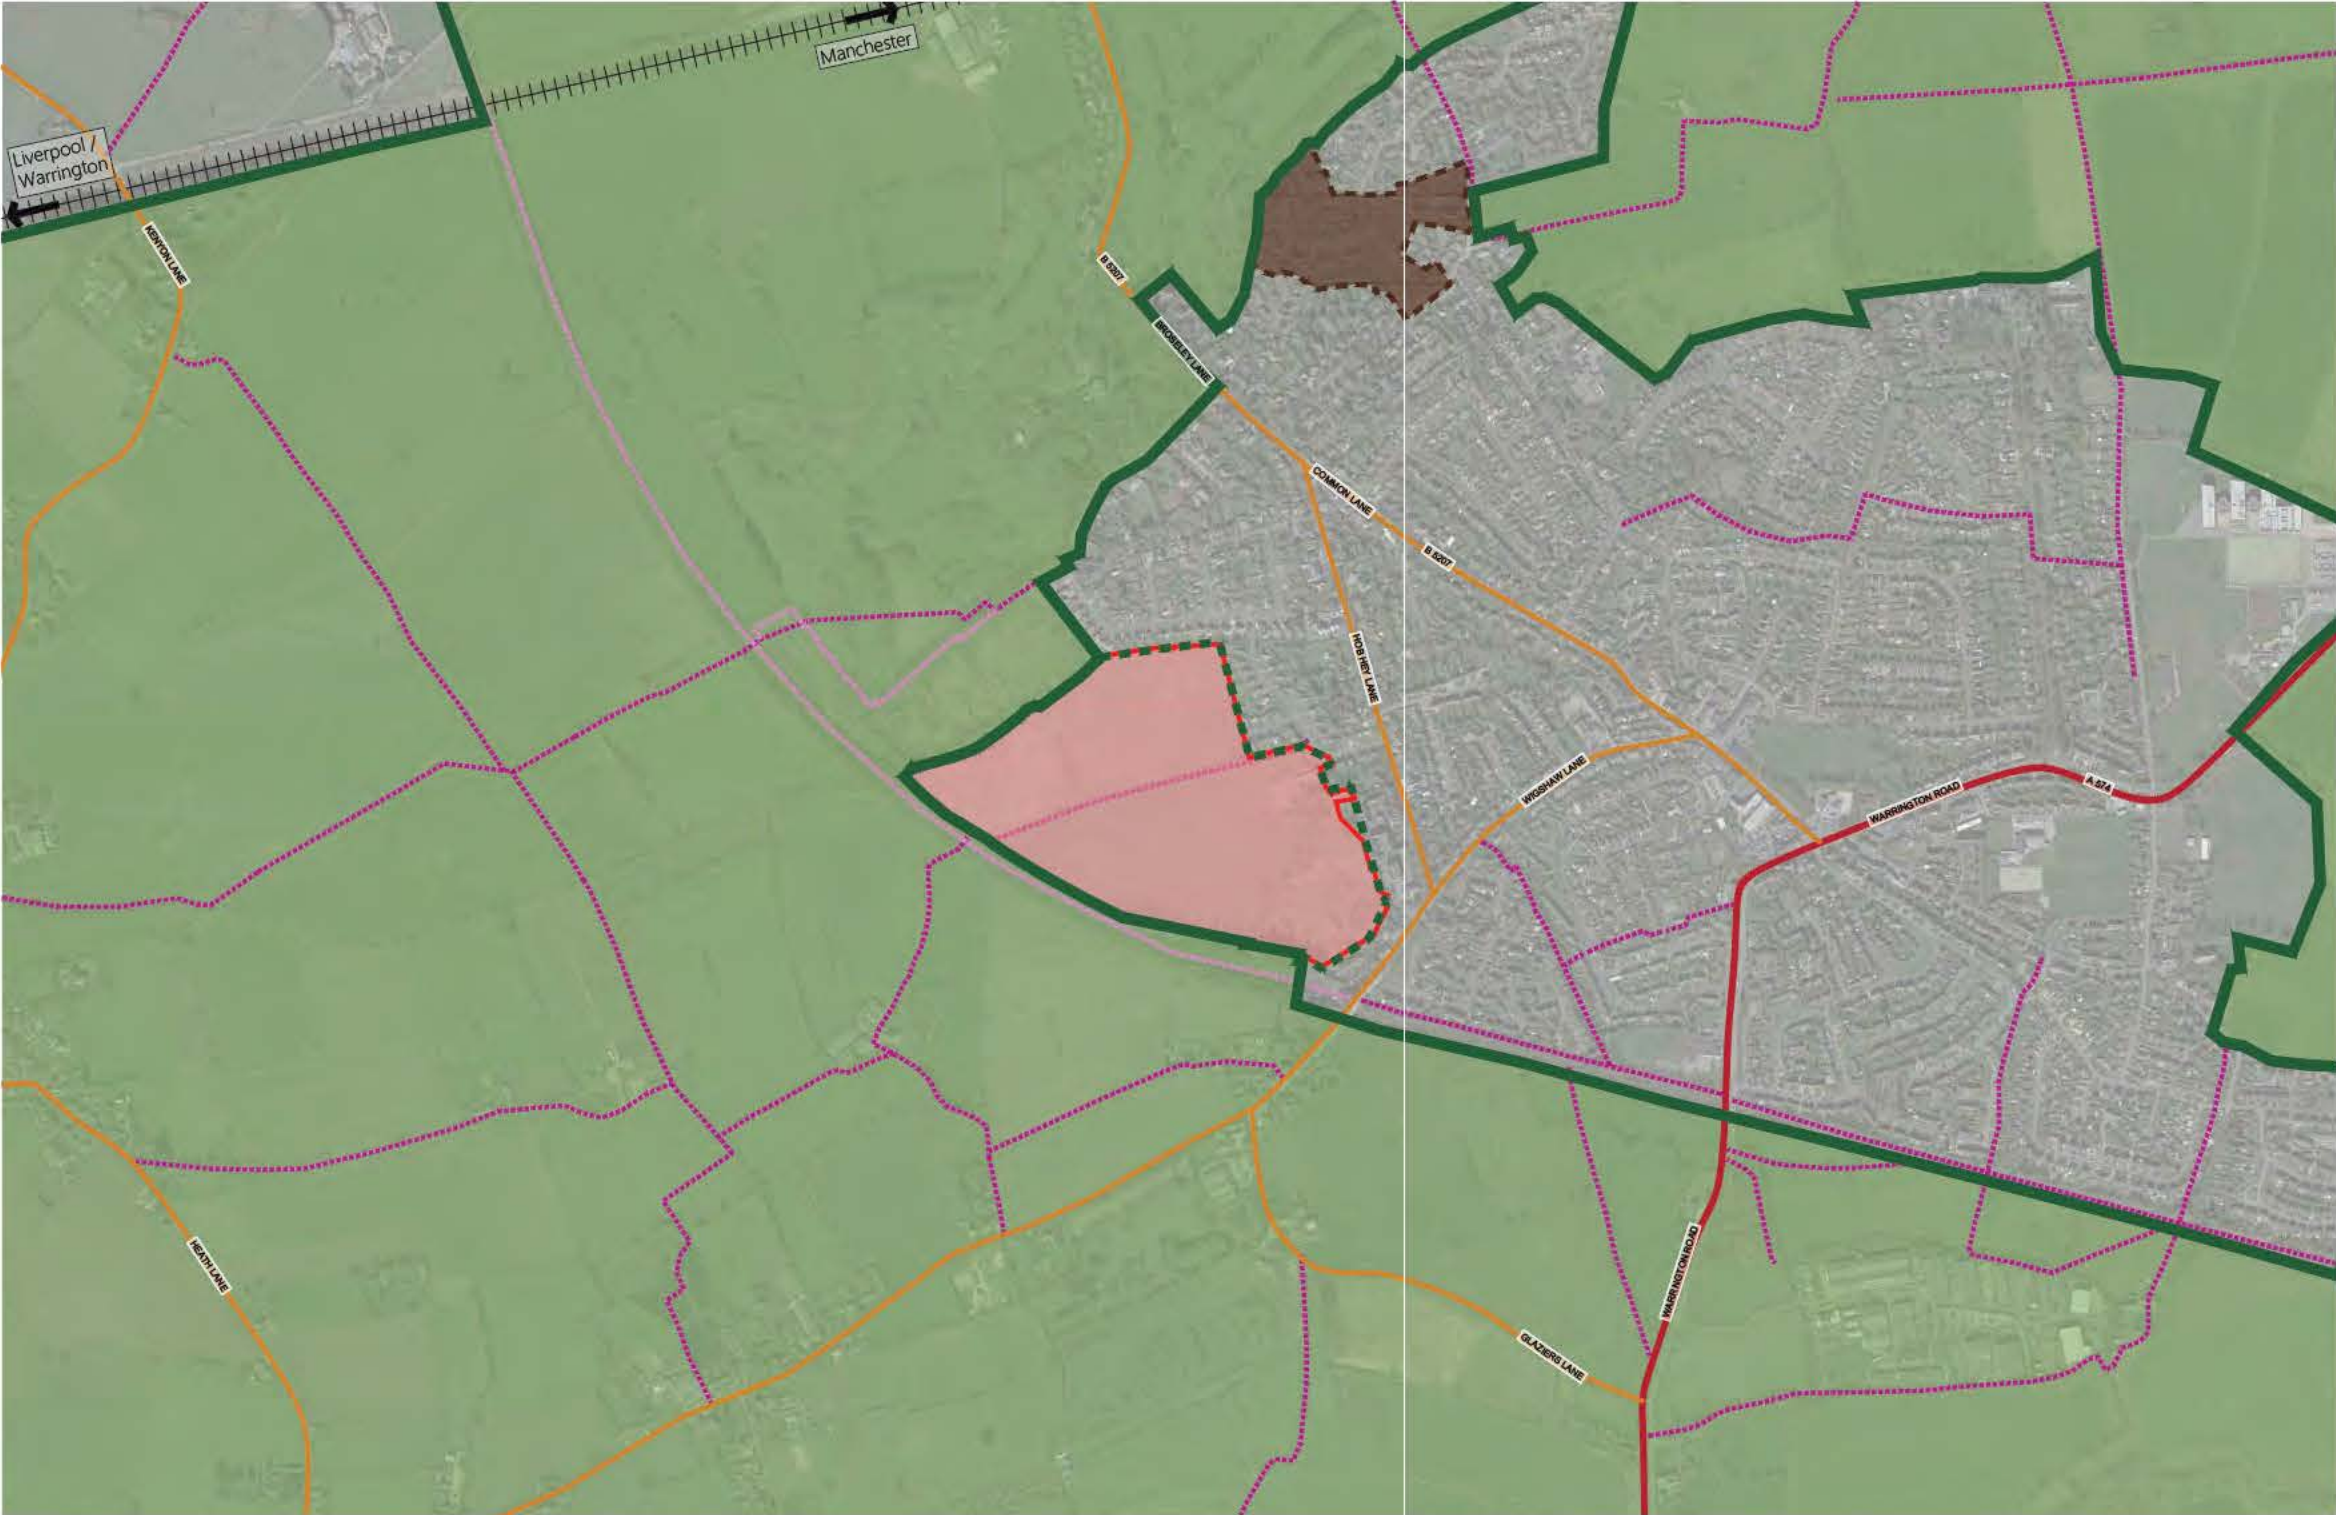 Manchester
Liverpool /
Warrington
KENYON LANE
B 5207
BROSELEY LANE
COMMON LANE
B 5207
HOB HEY LANE
WIGSHAW LANE
WARRINGTON ROAD
A 574
HEATH LANE
WARRINGTON ROAD
GLAZIERS LANE